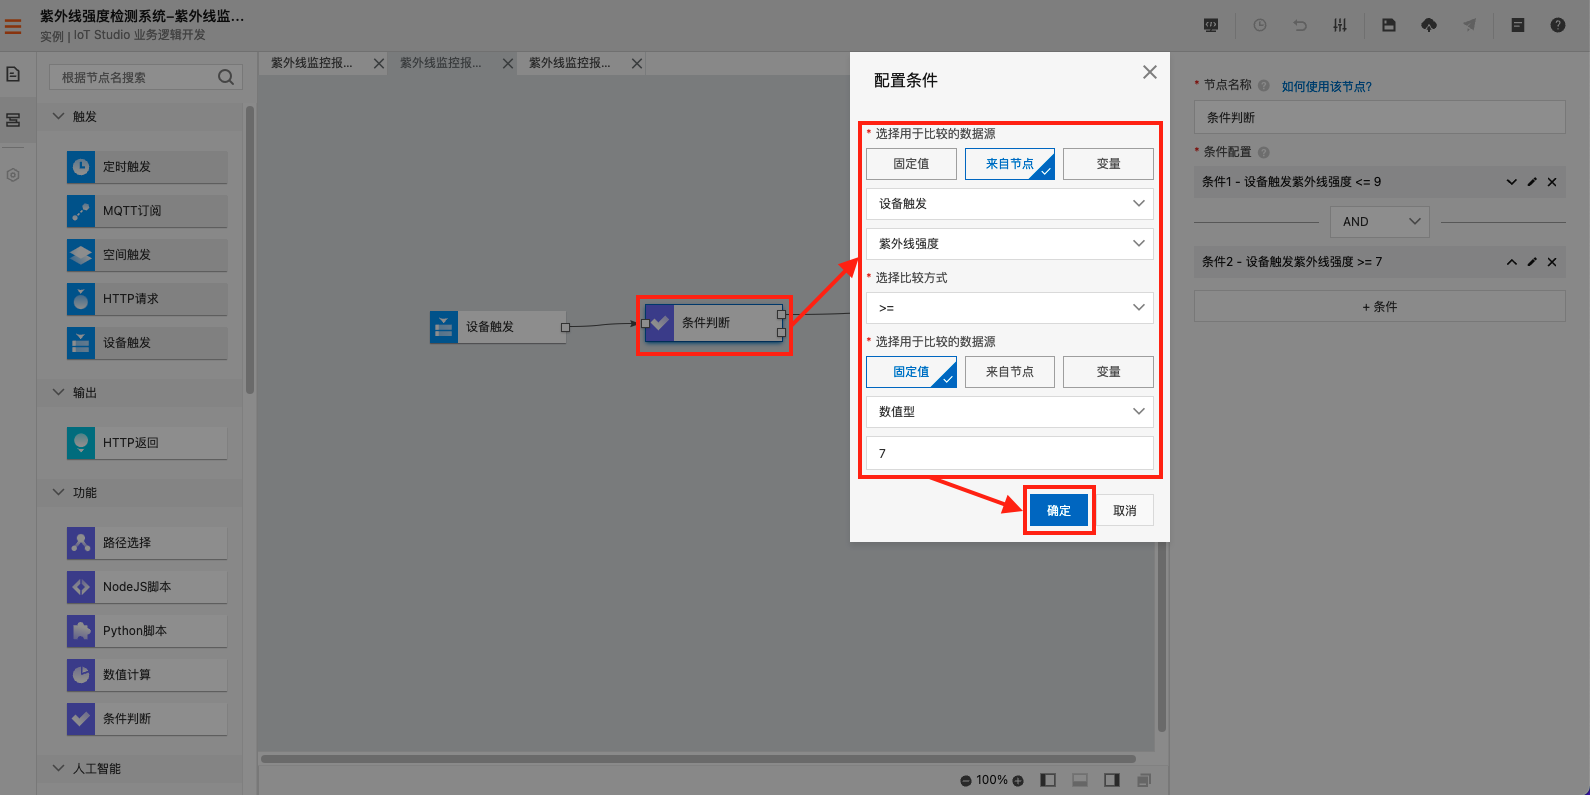 紫外线强度检测系统-紫外线监...
实例 | IoT Studio 业务逻辑开发
根据节点名搜索
触发
定时触发
MQTT订阅
空间触发
HTTP请求
设备触发
输出
HTTP返回
功能
路径选择
NodeJS脚本
Python脚本
数值计算
条件判断
人工智能
紫外线监控报...
紫外线监控报...
紫外线监控报...
设备触发
条件判断
100%
配置条件
* 选择用于比较的数据源
固定值
来自节点
变量
设备触发
紫外线强度
* 选择比较方式
>=
* 选择用于比较的数据源
固定值
来自节点
变量
数值型
7
确定
取消
* 节点名称
如何使用该节点?
条件判断
* 条件配置
条件1 - 设备触发紫外线强度 <= 9
AND
条件2 - 设备触发紫外线强度 >= 7
+ 条件